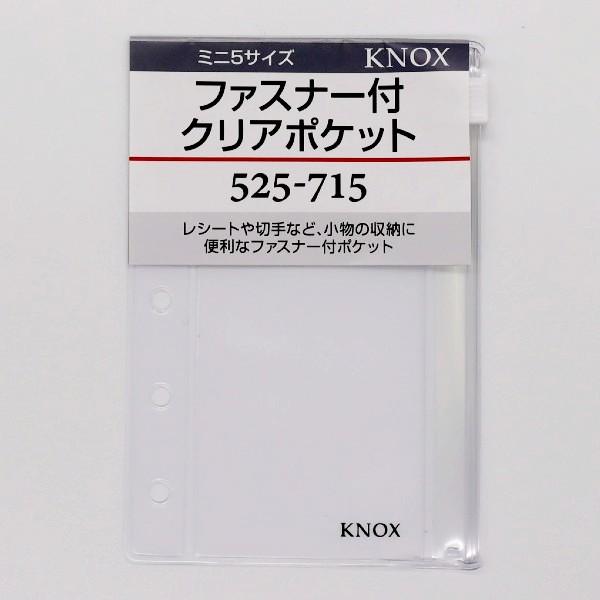 ミニ5サイズ KNOX
ファスナー付
クリアポケット
525-715
レシートや切手など、小物の収納に
便利なファスナー付ポケット
KNOX